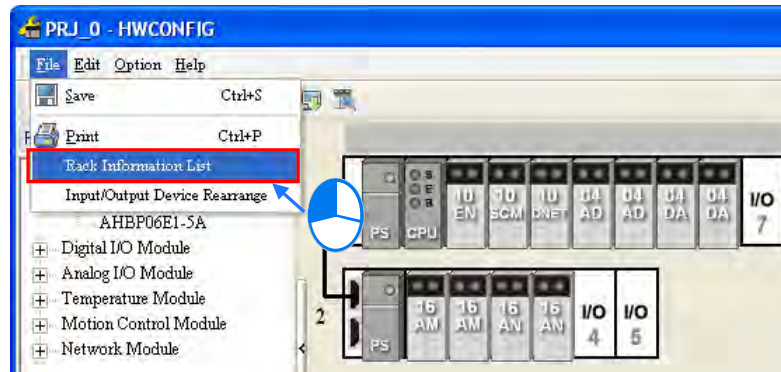 PRJ_0 - HWCONFIG
File Edit Option Help
Save Ctrl+S
Print Ctrl+P
Rack Information List
Input/Output Device Rearrange
AHBP06E1-5A
Digital I/O Module
Analog I/O Module
Temperature Module
Motion Control Module
Network Module
PS CPU 10 EN 10 SCM 10 DNET 04 AD 04 AD 04 DA 04 DA I/O 7
2
PS 16 AM 16 AM 16 AN 16 AN I/O 4 I/O 5